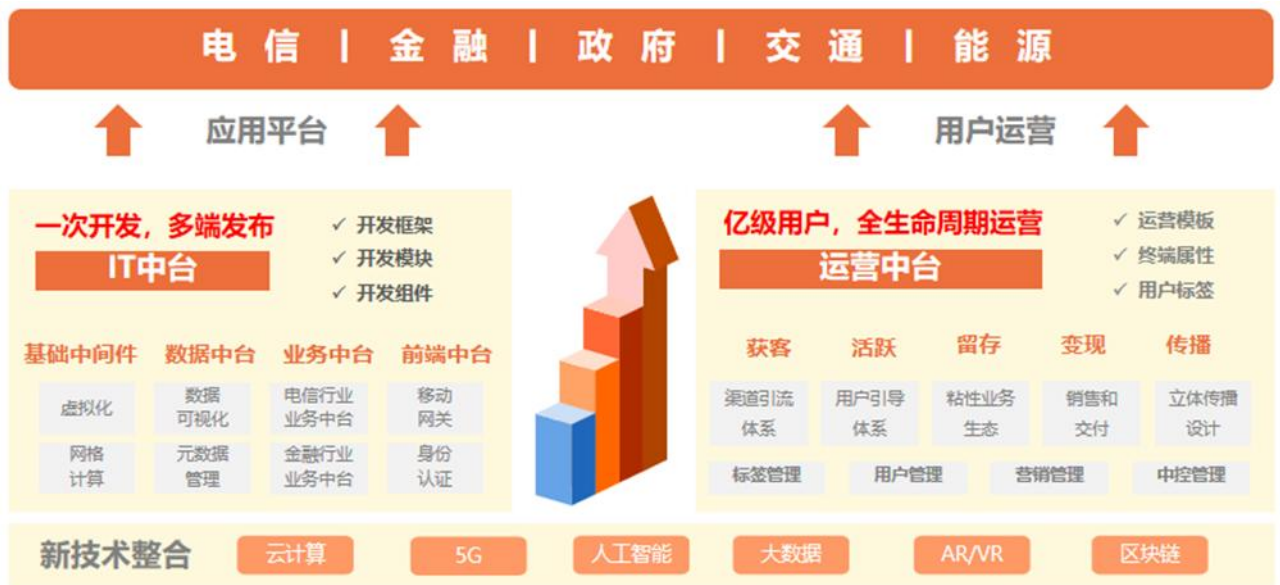 电信 | 金融 | 政府 | 交通 | 能源
应用平台
用户运营
一次开发，多端发布
IT中台
✓ 开发框架
✓ 开发模块
✓ 开发组件
基础中间件 数据中台 业务中台 前端中台
虚拟化
数据
可视化
电信行业
业务中台
移动
网关
网格
计算
元数据
管理
金融行业
业务中台
身份
认证
亿级用户，全生命周期运营
运营中台
✓ 运营模板
✓ 终端属性
✓ 用户标签
获客 活跃 留存 变现 传播
渠道引流
体系
用户引导
体系
粘性业务
生态
销售和
交付
立体传播
设计
标签管理 用户管理 营销管理 中控管理
新技术整合 云计算 5G 人工智能 大数据 AR/VR 区块链